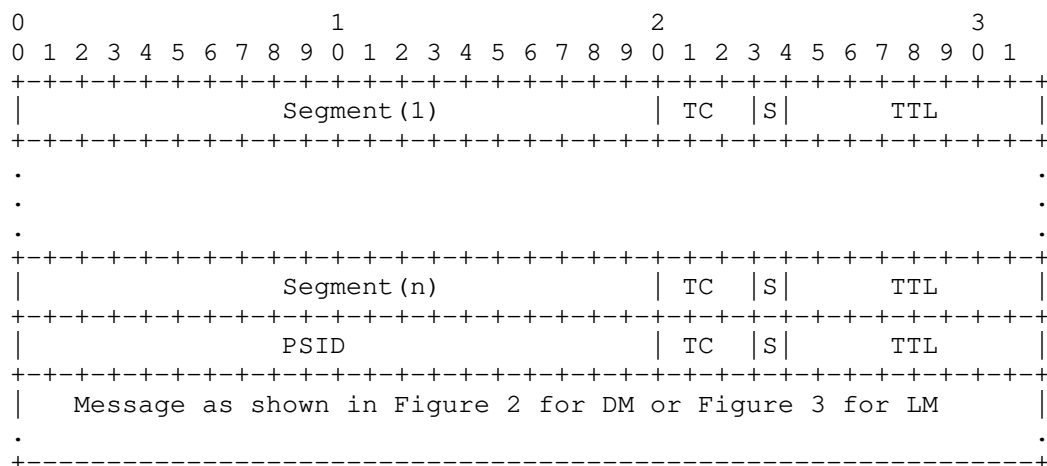 0                   1                   2                   3
0 1 2 3 4 5 6 7 8 9 0 1 2 3 4 5 6 7 8 9 0 1 2 3 4 5 6 7 8 9 0 1
+-+-+-+-+-+-+-+-+-+-+-+-+-+-+-+-+-+-+-+-+-+-+-+-+-+-+-+-+-+-+-+-+
|                Segment(1)             | TC  |S|      TTL      |
+-+-+-+-+-+-+-+-+-+-+-+-+-+-+-+-+-+-+-+-+-+-+-+-+-+-+-+-+-+-+-+-+
.                                                               .
.                                                               .
.                                                               .
+-+-+-+-+-+-+-+-+-+-+-+-+-+-+-+-+-+-+-+-+-+-+-+-+-+-+-+-+-+-+-+-+
|                Segment(n)             | TC  |S|      TTL      |
+-+-+-+-+-+-+-+-+-+-+-+-+-+-+-+-+-+-+-+-+-+-+-+-+-+-+-+-+-+-+-+-+
|                PSID                   | TC  |S|      TTL      |
+-+-+-+-+-+-+-+-+-+-+-+-+-+-+-+-+-+-+-+-+-+-+-+-+-+-+-+-+-+-+-+-+
|   Message as shown in Figure 2 for DM or Figure 3 for LM      |
.                                                               .
+---------------------------------------------------------------+